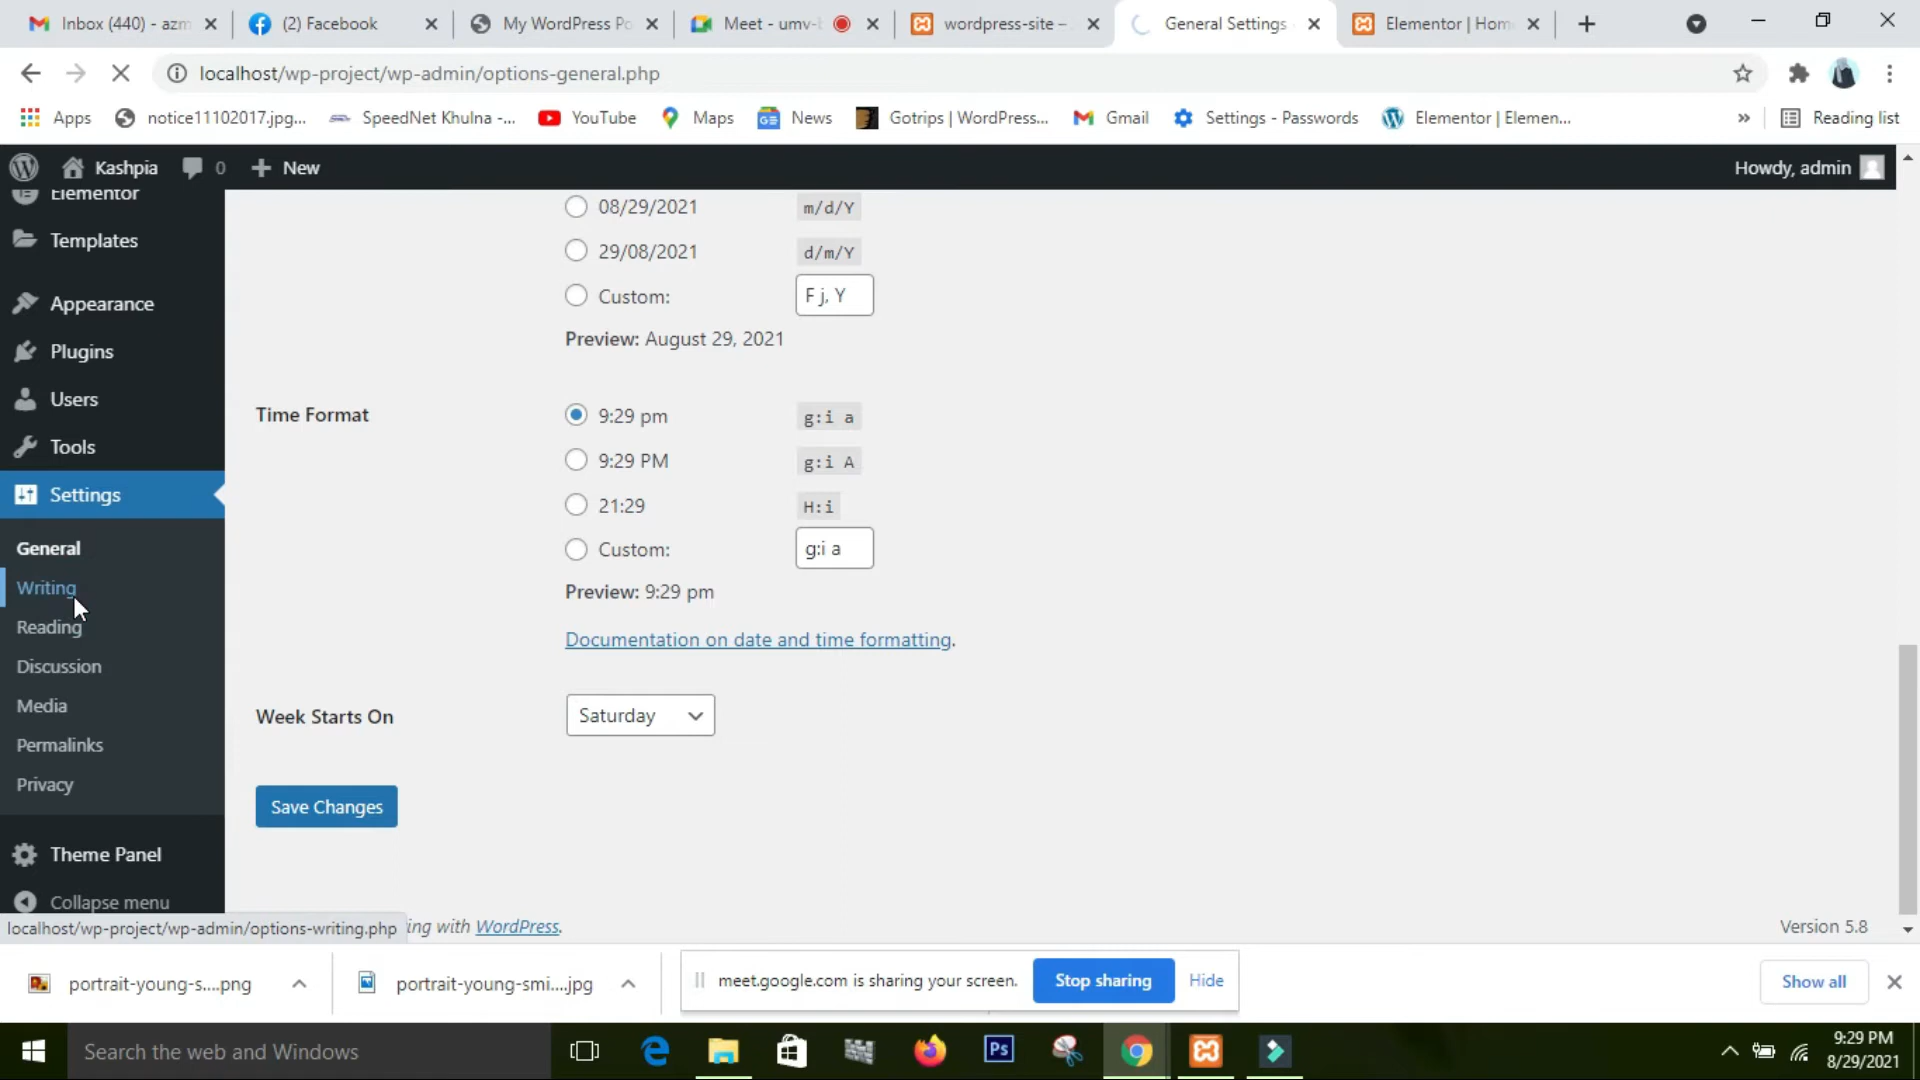 Inbox (440) - azm
(2) Facebook
My WordPress Po
Meet - umv-
wordpress-site –
General Settings
Elementor | Hom
localhost/wp-project/wp-admin/options-general.php
Apps
notice11102017.jpg...
SpeedNet Khulna -...
YouTube
Maps
News
Gotrips | WordPress...
Gmail
Settings - Passwords
Elementor | Elemen...
»
Reading list
Kashpia
0
New
Howdy, admin
Elementor
Templates
Appearance
Plugins
Users
Tools
Settings
General
Writing
Reading
Discussion
Media
Permalinks
Privacy
Theme Panel
Collapse menu
08/29/2021 m/d/Y
29/08/2021 d/m/Y
Custom: F j, Y
Preview: August 29, 2021
Time Format
9:29 pm g:i a
9:29 PM g:i A
21:29 H:i
Custom: g:i a
Preview: 9:29 pm
Documentation on date and time formatting.
Week Starts On Saturday
Save Changes
localhost/wp-project/wp-admin/options-writing.php
ing with WordPress.
Version 5.8
portrait-young-s....png
portrait-young-smi....jpg
meet.google.com is sharing your screen.
Stop sharing
Hide
Show all
Search the web and Windows
Ps
9:29 PM
8/29/2021